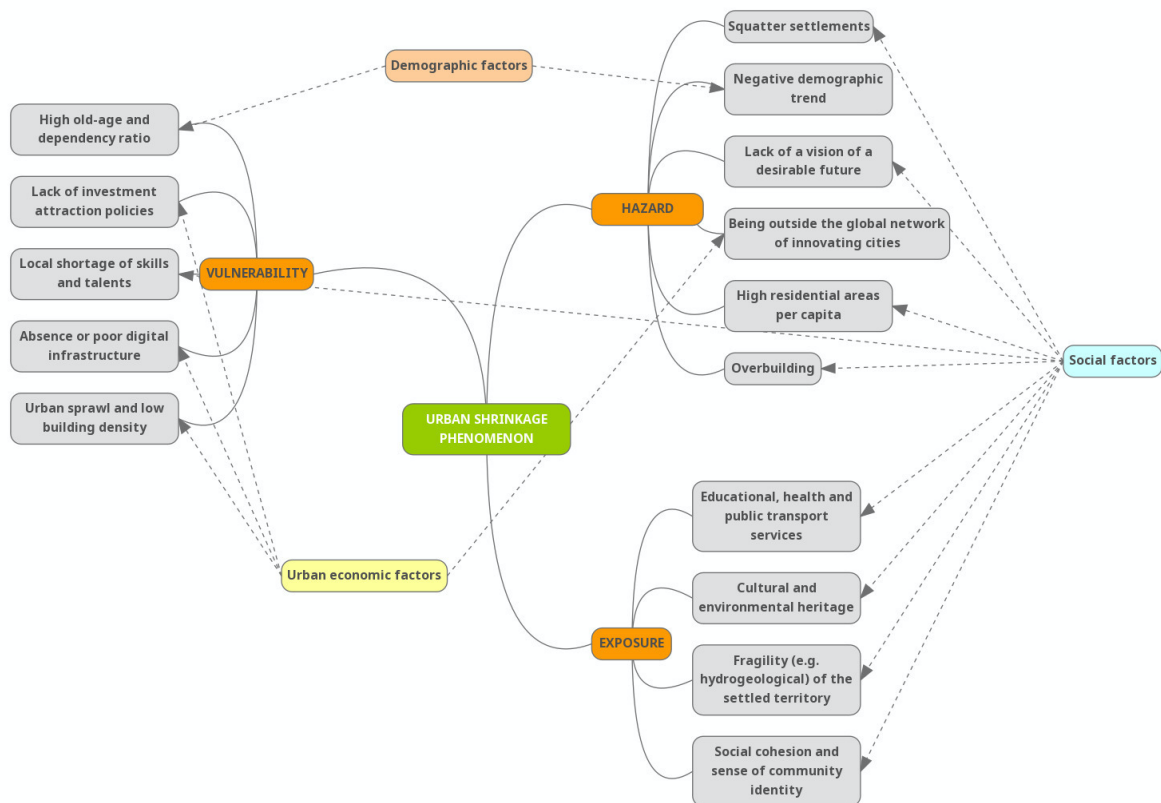 Squatter settlements
Demographic factors
Negative demographic
trend
High old-age and
dependency ratio
Lack of a vision of a
desirable future
Lack of investment
attraction policies
HAZARD
Being outside the global network
of innovating cities
Local shortage of skills
and talents
VULNERABILITY
High residential areas
per capita
Absence or poor digital
infrastructure
Overbuilding
Social factors
Urban sprawl and low
building density
URBAN SHRINKAGE
PHENOMENON
Educational, health and
public transport
services
Urban economic factors
Cultural and
environmental heritage
EXPOSURE
Fragility (e.g.
hydrogeological) of the
settled territory
Social cohesion and
sense of community
identity